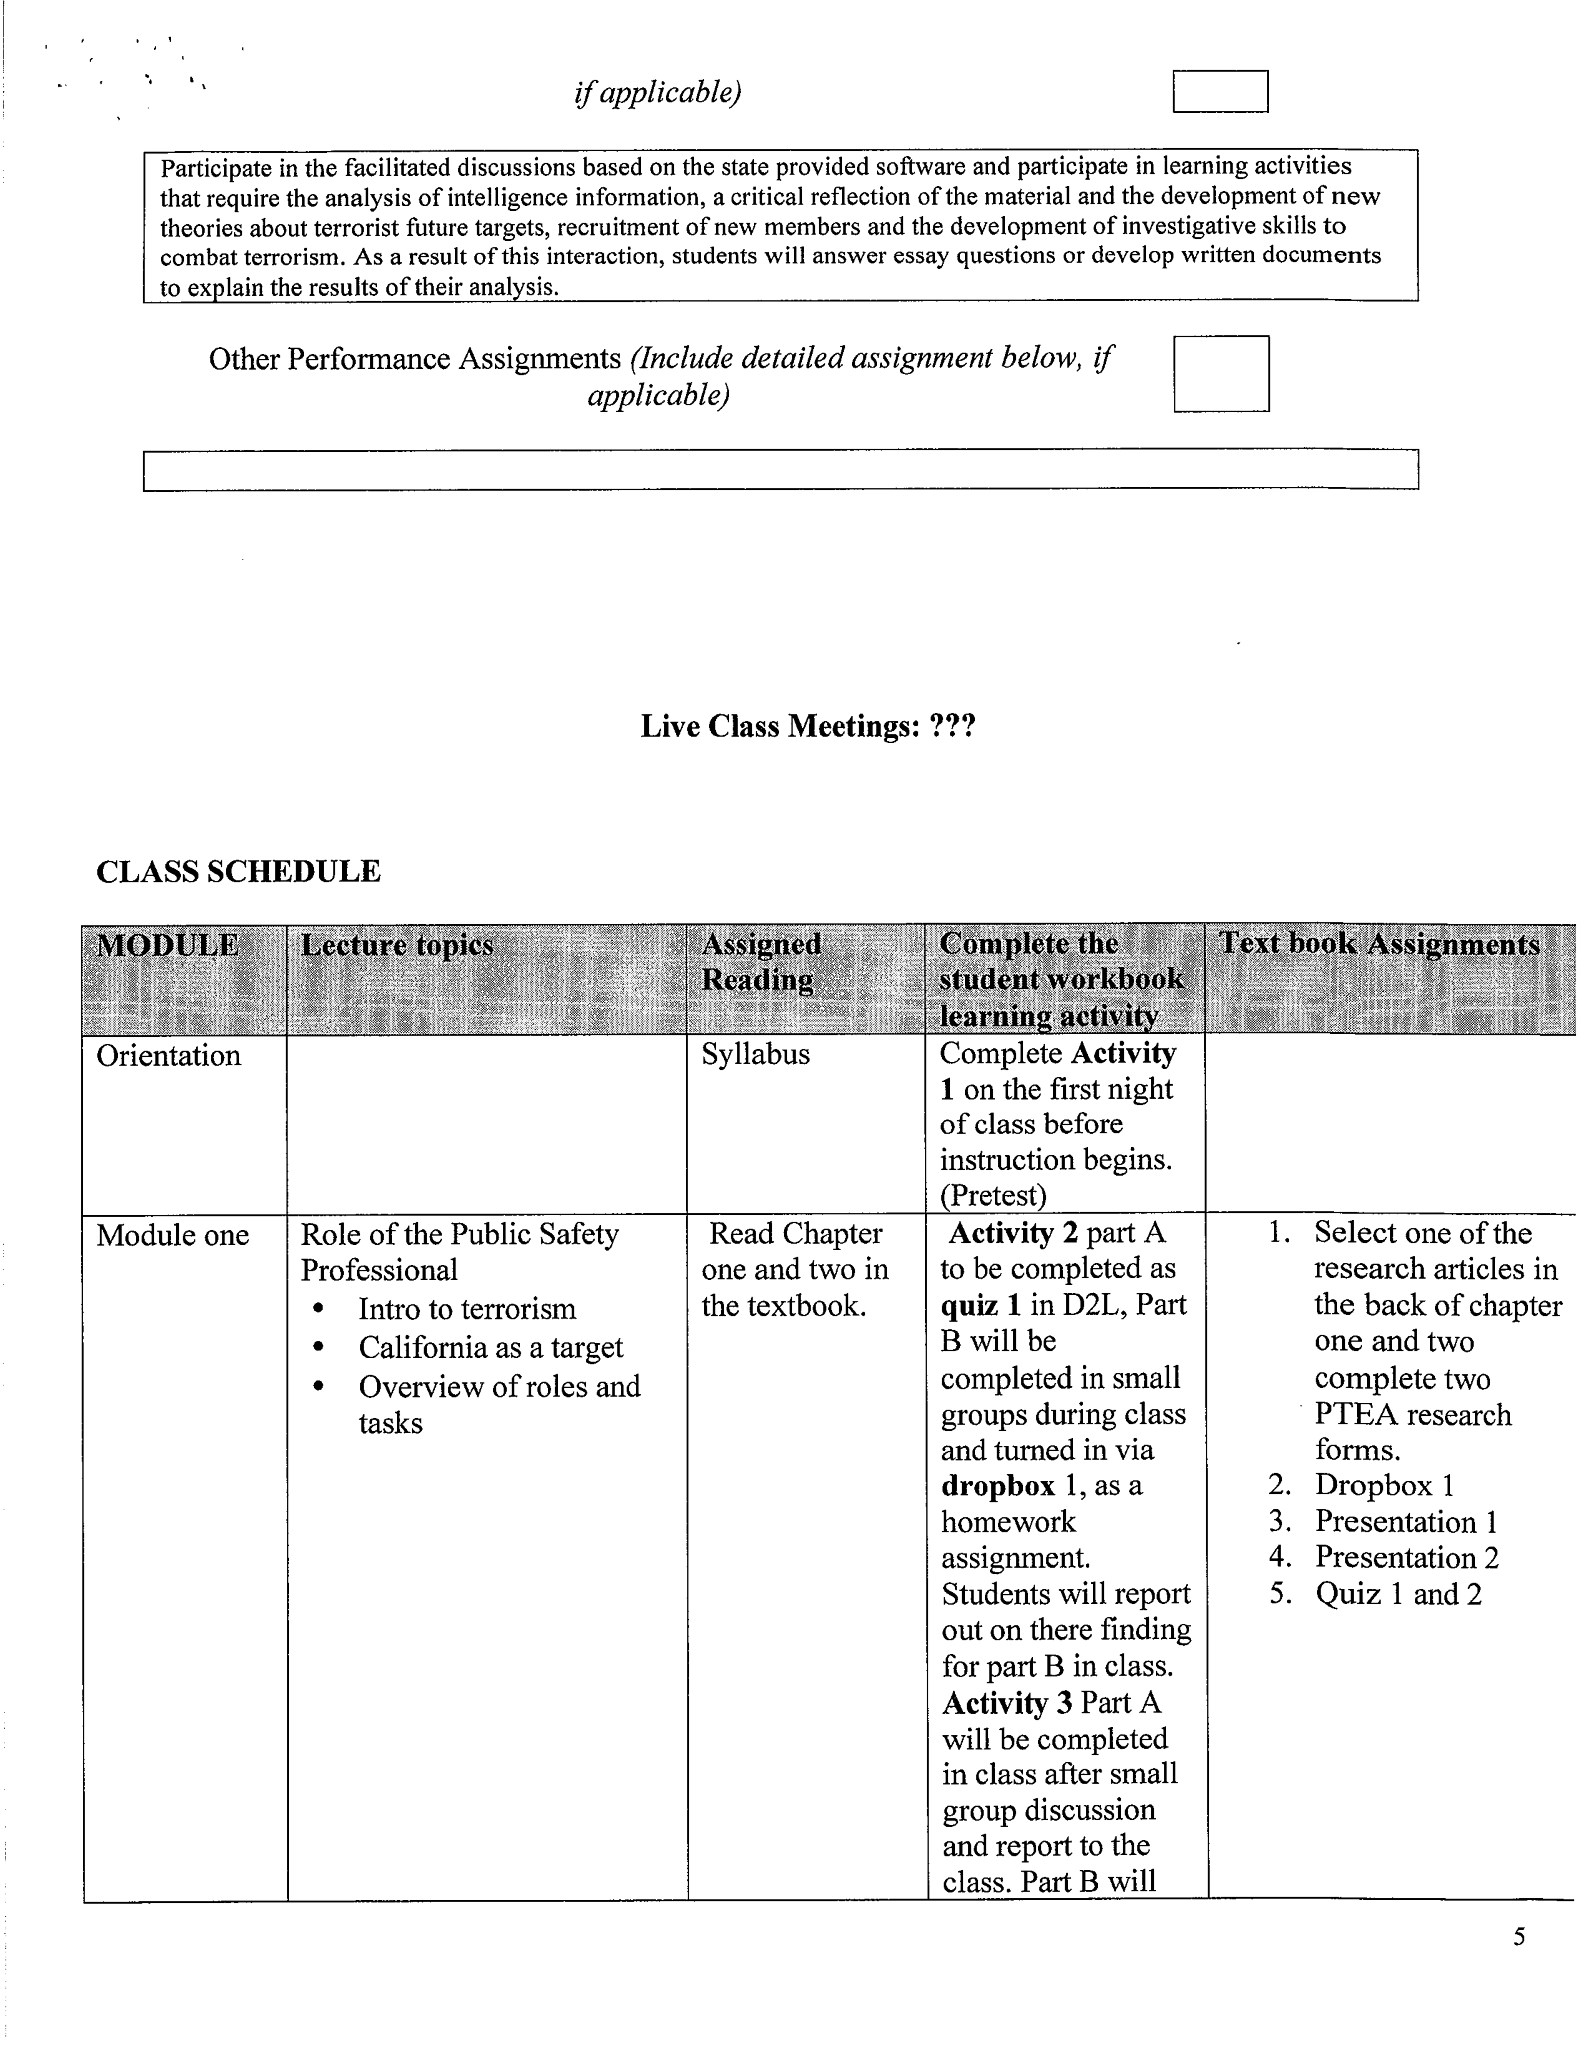 if applicable)
Participate in the facilitated discussions based on the state provided software and participate in learning activities
that require the analysis of intelligence information, a critical reflection of the material and the development of new
theories about terrorist future targets, recruitment of new members and the development of investigative skills to
combat terrorism. As a result of this interaction, students will answer essay questions or develop written documents
to explain the results of their analysis.
Other Performance Assignments (Include detailed assignment below, if
applicable)
Live Class Meetings: ???
CLASS SCHEDULE
MODULE
Lecture topics
Assigned
Reading
Complete the
student workbook
learning activity
Text book Assignments
Orientation
Syllabus
Complete Activity
1 on the first night
of class before
instruction begins.
(Pretest)
Module one
Role of the Public Safety
Professional
• Intro to terrorism
• California as a target
• Overview of roles and
tasks
Read Chapter
one and two in
the textbook.
Activity 2 part A
to be completed as
quiz 1 in D2L, Part
B will be
completed in small
groups during class
and turned in via
dropbox 1, as a
homework
assignment.
Students will report
out on there finding
for part B in class.
Activity 3 Part A
will be completed
in class after small
group discussion
and report to the
class. Part B will
1. Select one of the
research articles in
the back of chapter
one and two
complete two
PTEA research
forms.
2. Dropbox 1
3. Presentation 1
4. Presentation 2
5. Quiz 1 and 2
5